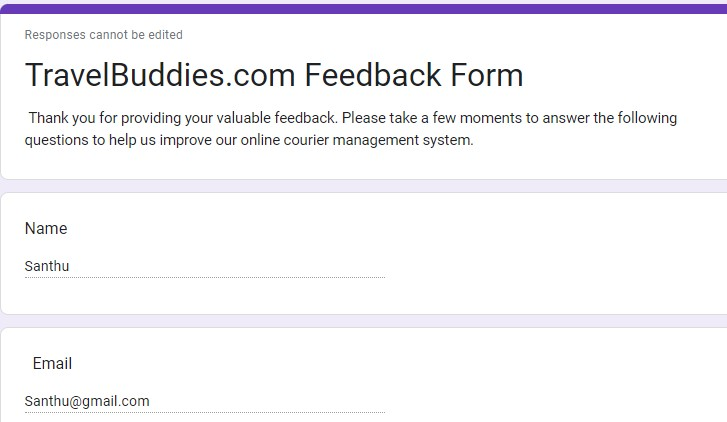 Responses cannot be edited
TravelBuddies.com Feedback Form
Thank you for providing your valuable feedback. Please take a few moments to answer the following
questions to help us improve our online courier management system.
Name
Santhu
Email
Santhu@gmail.com